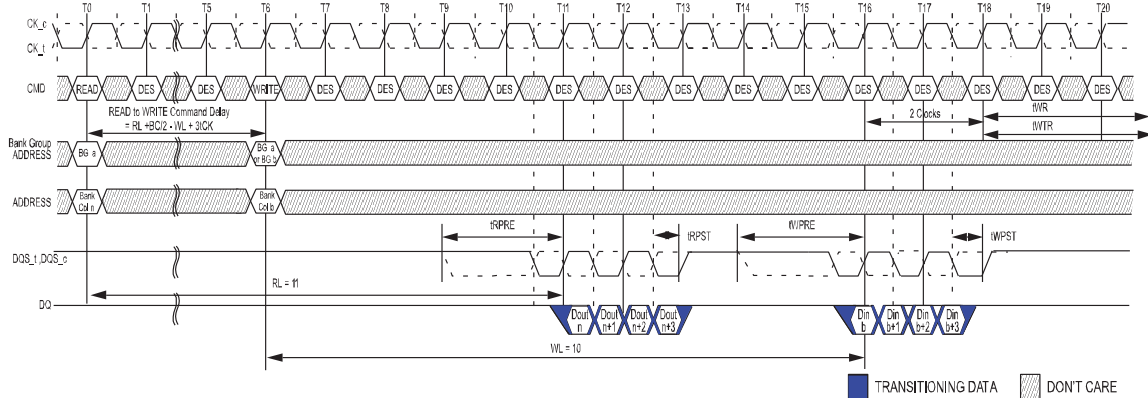 T0 T1 T5 T6 T7 T8 T9 T10 T11 T12 T13 T14 T15 T16 T17 T18 T19 T20
CK_c
CK_t
CMD READ DES DES WRITE DES DES DES DES DES DES DES DES DES DES DES DES DES DES
READ to WRITE Command Delay
= RL +BC/2 - WL + 3tCK
2 Clocks
tWR
tWTR
Bank Group
ADDRESS
BG a
BG a
or BG b
ADDRESS
Bank
Col n
Bank
Col b
tRPRE tRPST tWPRE tWPST
DQS_t,DQS_c
RL = 11
DQ
Dout
n
Dout
n+1
Dout
n+2
Dout
n+3
Din
b
Din
b+1
Din
b+2
Din
b+3
WL = 10
TRANSITIONING DATA
DON'T CARE